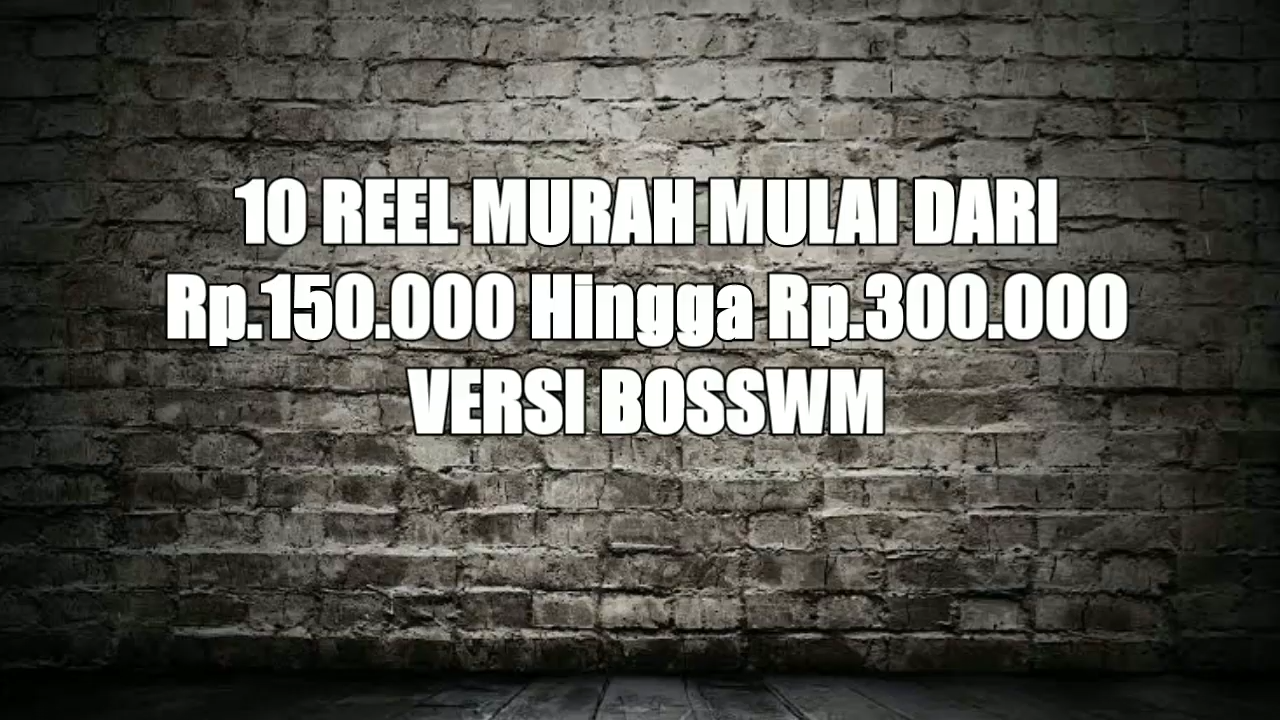 10 REEL MURAH MULAI DARI
Rp.150.000 Hingga Rp.300.000
VERSI BOSSWM